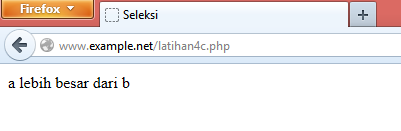 Firefox
Seleksi
www.example.net/latihan4c.php
a lebih besar dari b